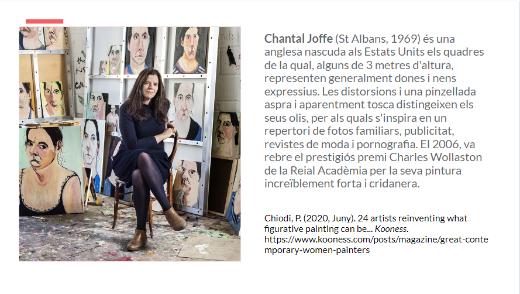 Chantal Joffe (St Albans, 1969) és una
anglesa nascuda als Estats Units els quadres
de la qual, alguns de 3 metres d'altura,
representen generalment dones i nens
expressius. Les distorsions i una pinzellada
aspra i aparentment tosca distingeixen els
seus olis, per als quals s'inspira en un
repertori de fotos familiars, publicitat,
revistes de moda i pornografia. El 2006, va
rebre el prestigiós premi Charles Wollaston
de la Reial Acadèmia per la seva pintura
increïblement forta i cridanera.
Chiodi, P. (2020, Juny). 24 artists reinventing what
figurative painting can be... Kooness.
https://www.kooness.com/posts/magazine/great-conte
mporary-women-painters